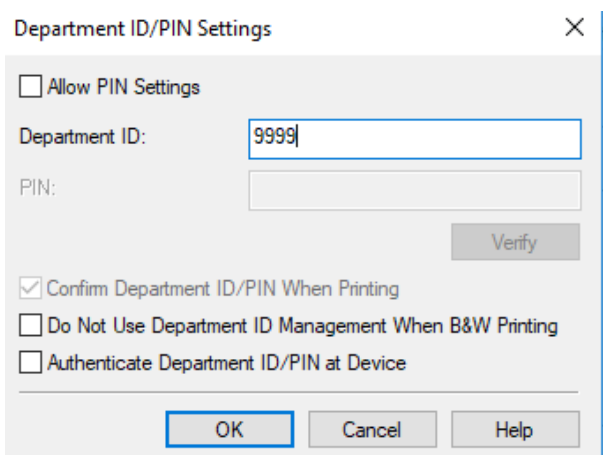 Department ID/PIN Settings
Allow PIN Settings
Department ID: 9999
PIN:
Verify
Confirm Department ID/PIN When Printing
Do Not Use Department ID Management When B&W Printing
Authenticate Department ID/PIN at Device
OK Cancel Help